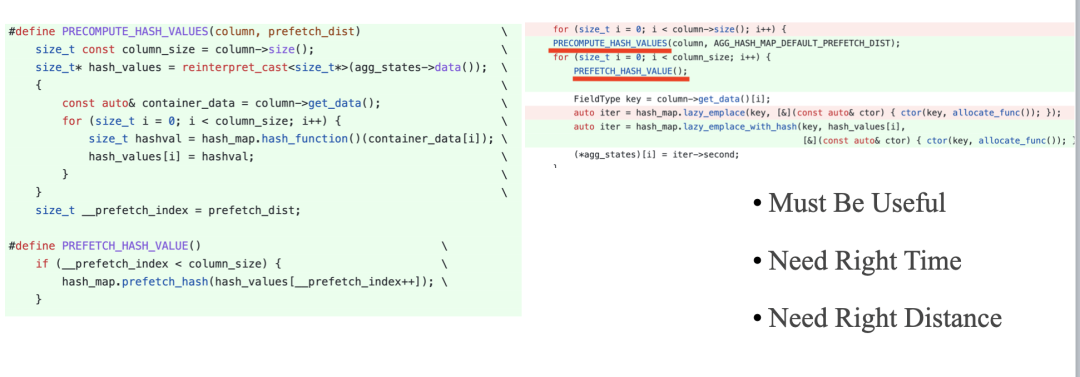 #define PRECOMPUTE_HASH_VALUES(column, prefetch_dist) \
    size_t const column_size = column->size(); \
    size_t* hash_values = reinterpret_cast<size_t*>(agg_states->data()); \
    { \
        const auto& container_data = column->get_data(); \
        for (size_t i = 0; i < column_size; i++) { \
            size_t hashval = hash_map.hash_function()(container_data[i]); \
            hash_values[i] = hashval; \
        } \
    } \
    size_t __prefetch_index = prefetch_dist;
#define PREFETCH_HASH_VALUE() \
    if (__prefetch_index < column_size) { \
        hash_map.prefetch_hash(hash_values[__prefetch_index++]); \
    }
for (size_t i = 0; i < column->size(); i++) {
PRECOMPUTE_HASH_VALUES(column, AGG_HASH_MAP_DEFAULT_PREFETCH_DIST);
for (size_t i = 0; i < column_size; i++) {
    PREFETCH_HASH_VALUE();
    FieldType key = column->get_data()[i];
    auto iter = hash_map.lazy_emplace(key, [&](const auto& ctor) { ctor(key, allocate_func()); });
    auto iter = hash_map.lazy_emplace_with_hash(key, hash_values[i],
        [&](const auto& ctor) { ctor(key, allocate_func());
    (*agg_states)[i] = iter->second;
• Must Be Useful
• Need Right Time
• Need Right Distance